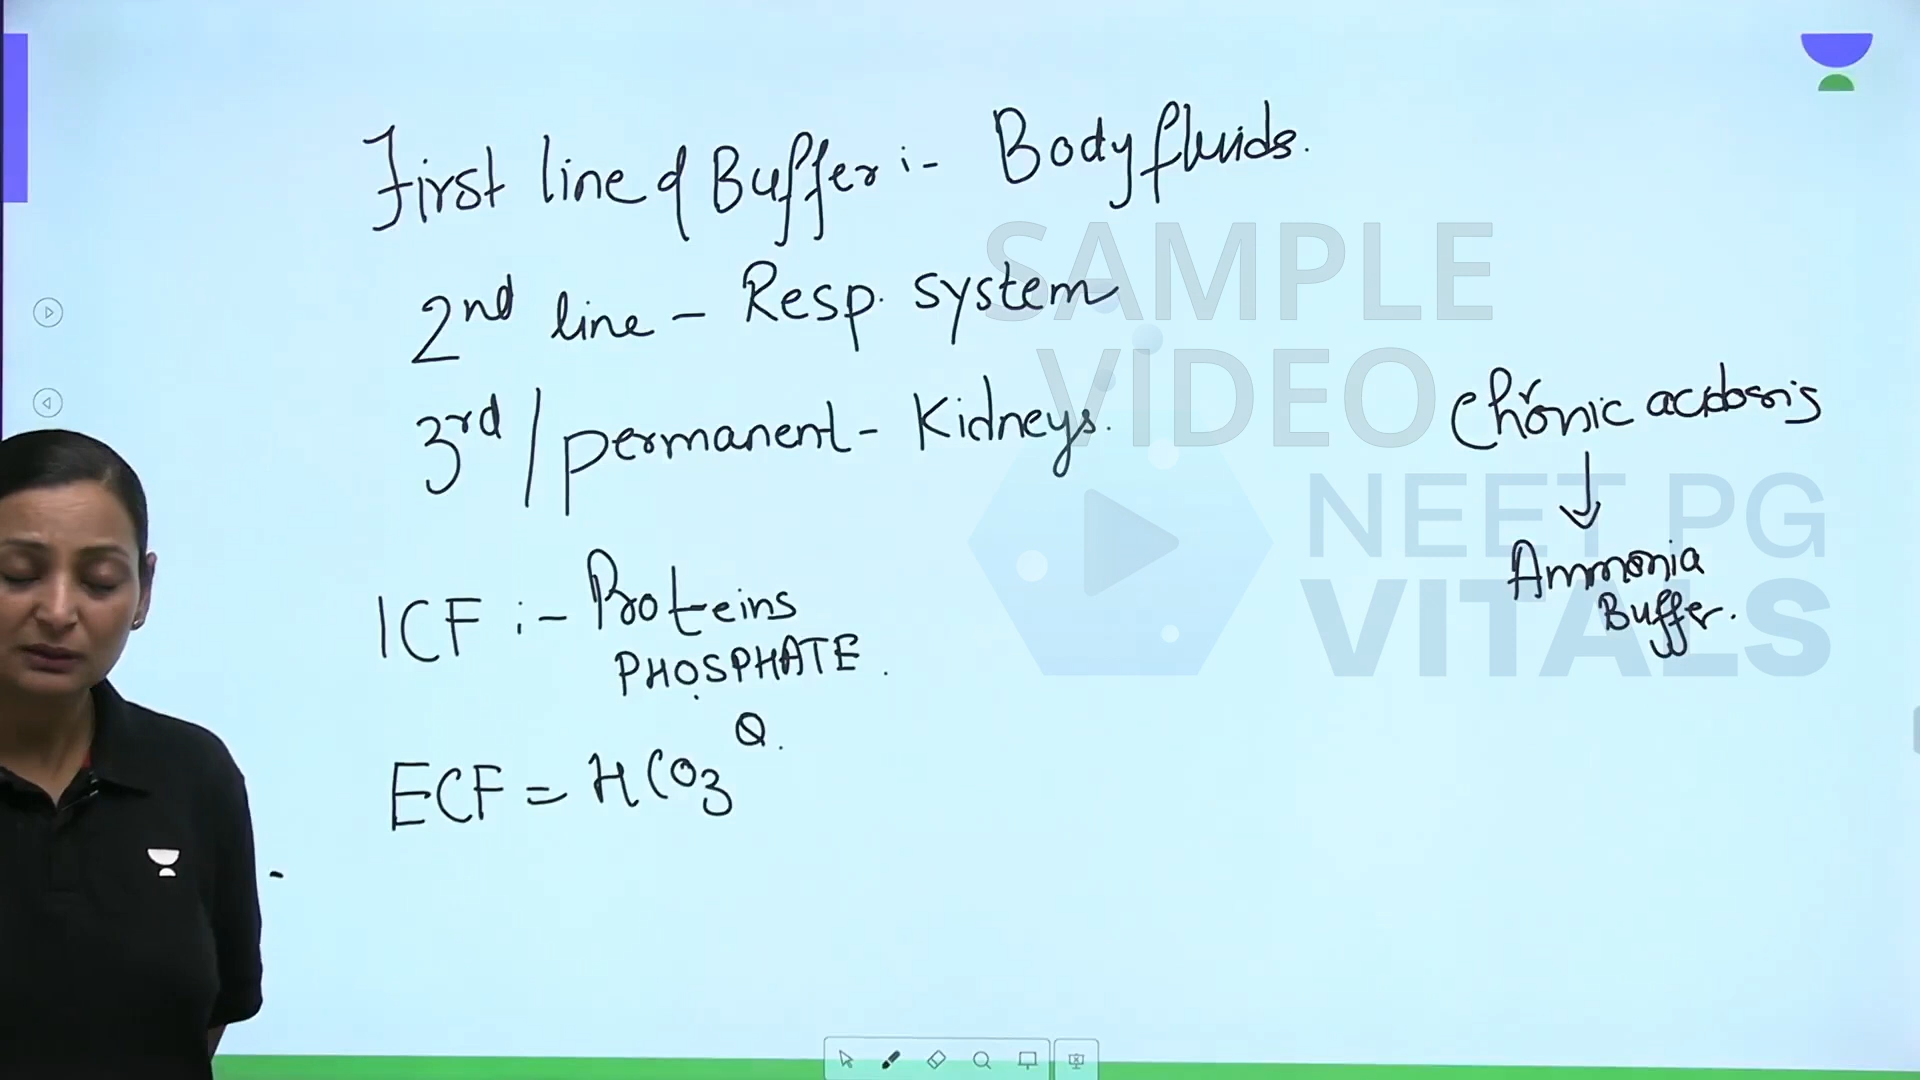 First line of Buffer :- Body fluids.
2nd line - Resp. system
3rd / permanent - Kidneys.
Chronic acidosis
↓
Ammonia
Buffer.
ICF :- Proteins
PHOSPHATE.
ECF = HCO3⊖.
SAMPLE
VIDEO
NEET PG
VITALS